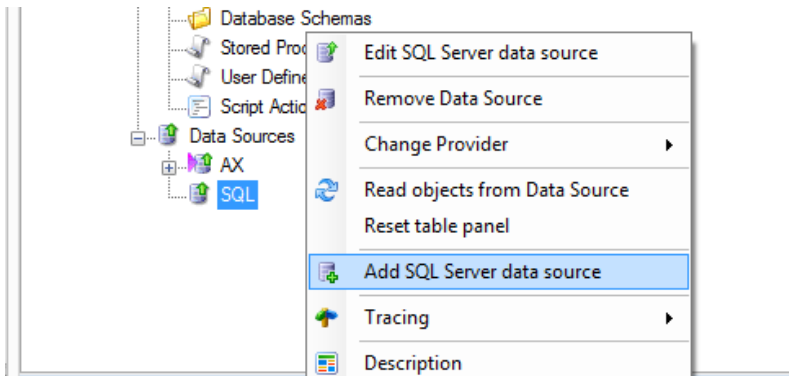 Database Schemas
Stored Proc
User Define
Script Actio
Data Sources
AX
SQL
Edit SQL Server data source
Remove Data Source
Change Provider
Read objects from Data Source
Reset table panel
Add SQL Server data source
Tracing
Description